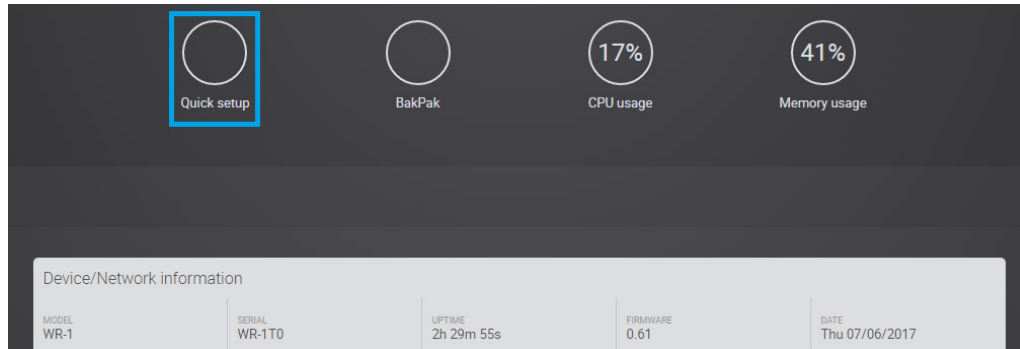 17%
41%
Quick setup
BakPak
CPU usage
Memory usage
Device/Network information
MODEL
SERIAL
UPTIME
FIRMWARE
DATE
WR-1
WR-1T0
2h 29m 55s
0.61
Thu 07/06/2017